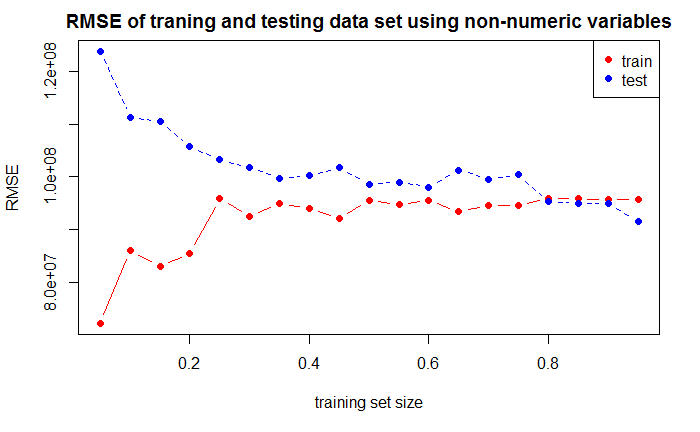 RMSE of traning and testing data set using non-numeric variables
train
test
1.2e+08
1.0e+08
8.0e+07
RMSE
0.2 0.4 0.6 0.8
training set size